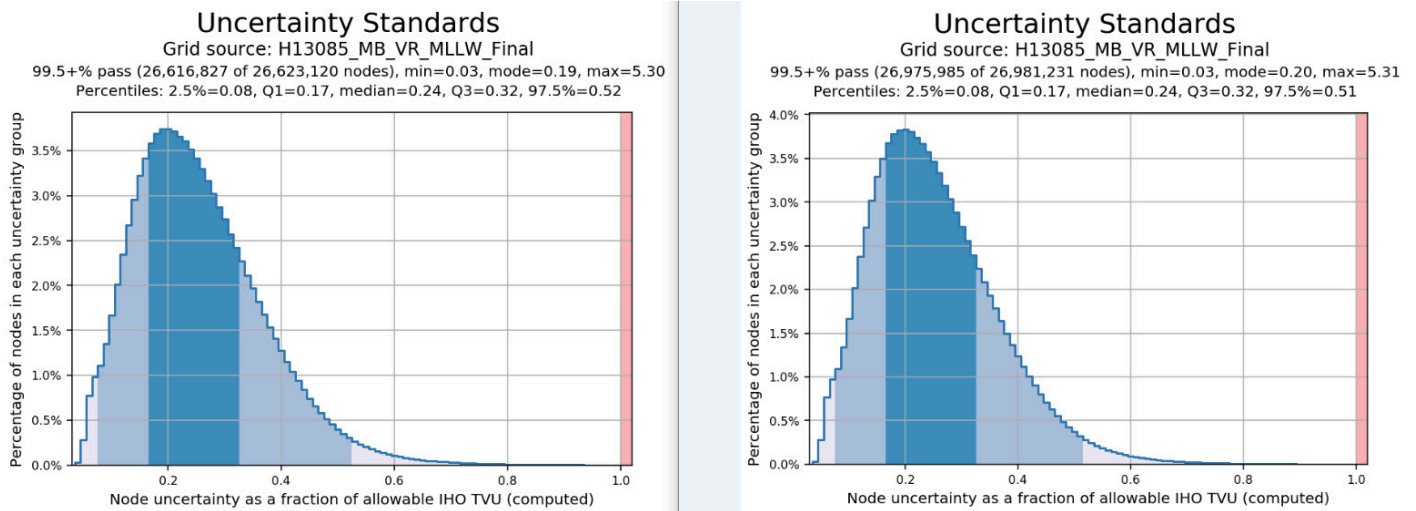 Uncertainty Standards
Grid source: H13085_MB_VR_MLLW_Final
99.5+% pass (26,616,827 of 26,623,120 nodes), min=0.03, mode=0.19, max=5.30
Percentiles: 2.5%=0.08, Q1=0.17, median=0.24, Q3=0.32, 97.5%=0.52
Percentage of nodes in each uncertainty group
3.5%
3.0%
2.5%
2.0%
1.5%
1.0%
0.5%
0.0%
0.2 0.4 0.6 0.8 1.0
Node uncertainty as a fraction of allowable IHO TVU (computed)
Uncertainty Standards
Grid source: H13085_MB_VR_MLLW_Final
99.5+% pass (26,975,985 of 26,981,231 nodes), min=0.03, mode=0.20, max=5.31
Percentiles: 2.5%=0.08, Q1=0.17, median=0.24, Q3=0.32, 97.5%=0.51
Percentage of nodes in each uncertainty group
4.0%
3.5%
3.0%
2.5%
2.0%
1.5%
1.0%
0.5%
0.0%
0.2 0.4 0.6 0.8 1.0
Node uncertainty as a fraction of allowable IHO TVU (computed)